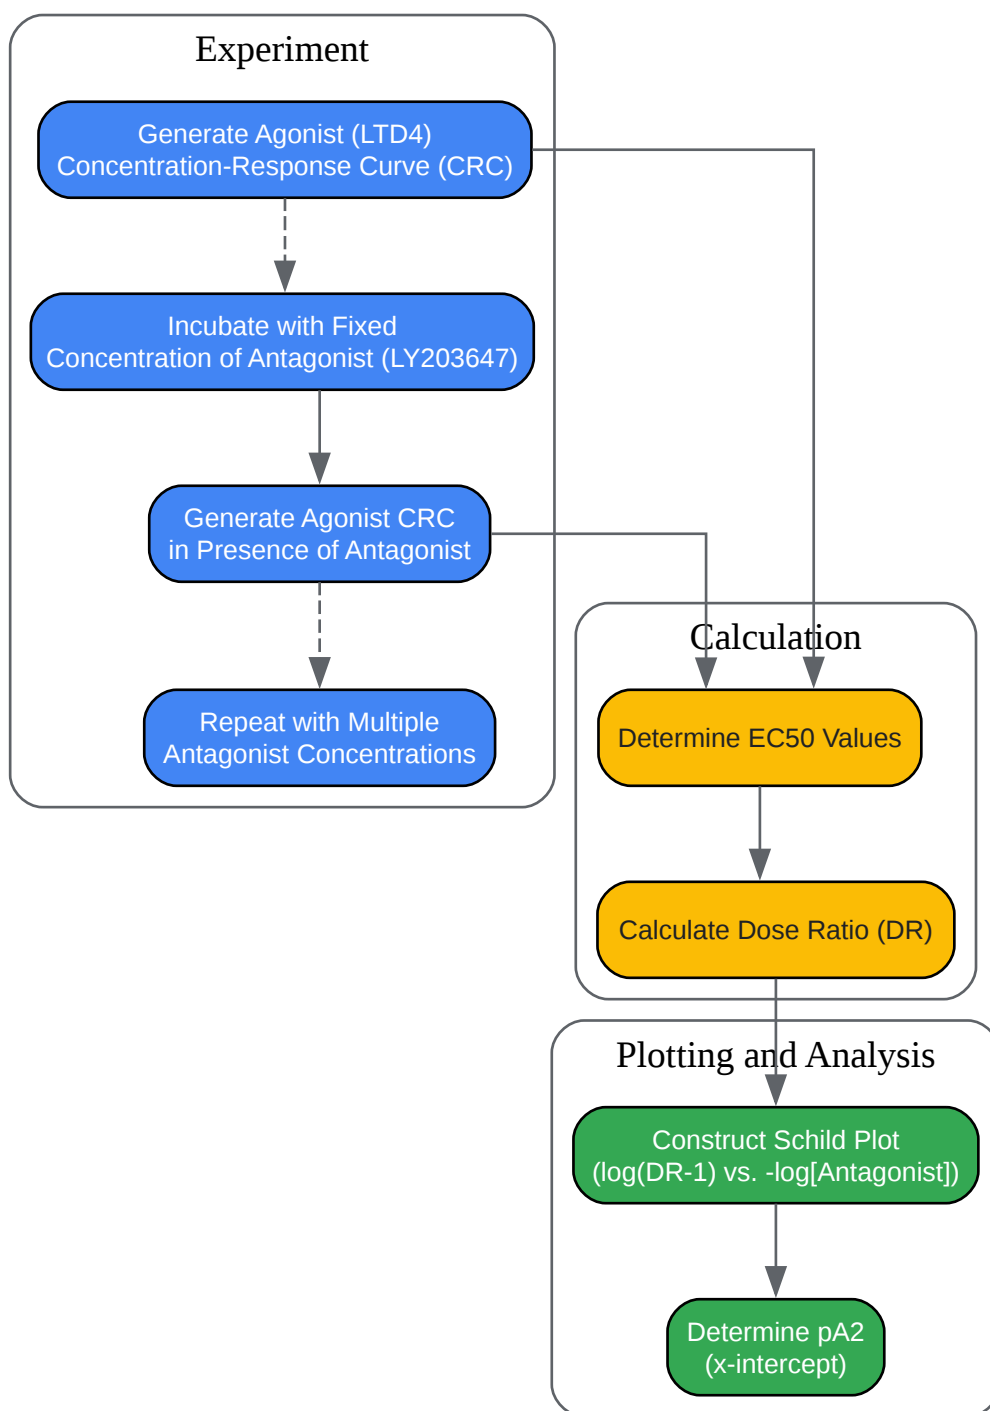 Experiment
Generate Agonist (LTD4)
Concentration-Response Curve (CRC)
Incubate with Fixed
Concentration of Antagonist (LY203647)
Generate Agonist CRC
in Presence of Antagonist
Repeat with Multiple
Antagonist Concentrations
Calculation
Determine EC50 Values
Calculate Dose Ratio (DR)
Plotting and Analysis
Construct Schild Plot
(log(DR-1) vs. -log[Antagonist])
Determine pA2
(x-intercept)